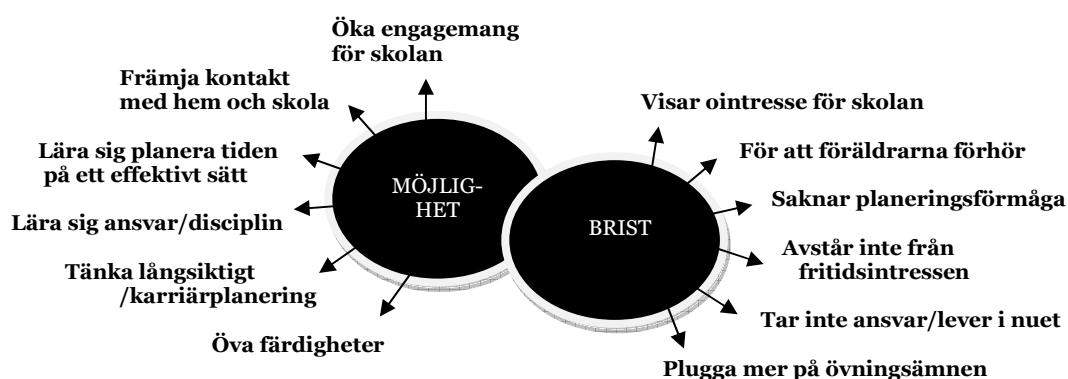 Öka engagemang
för skolan
Främja kontakt
med hem och skola
Lära sig planera tiden
på ett effektivt sätt
Lära sig ansvar/disciplin
Tänka långsiktigt
/karriärplanering
Öva färdigheter
MÖJLIG-
HET
BRIST
Visar ointresse för skolan
För att föräldrarna förhör
Saknar planeringsförmåga
Avstår inte från
fritidsintressen
Tar inte ansvar/lever i nuet
Plugga mer på övningsämnen